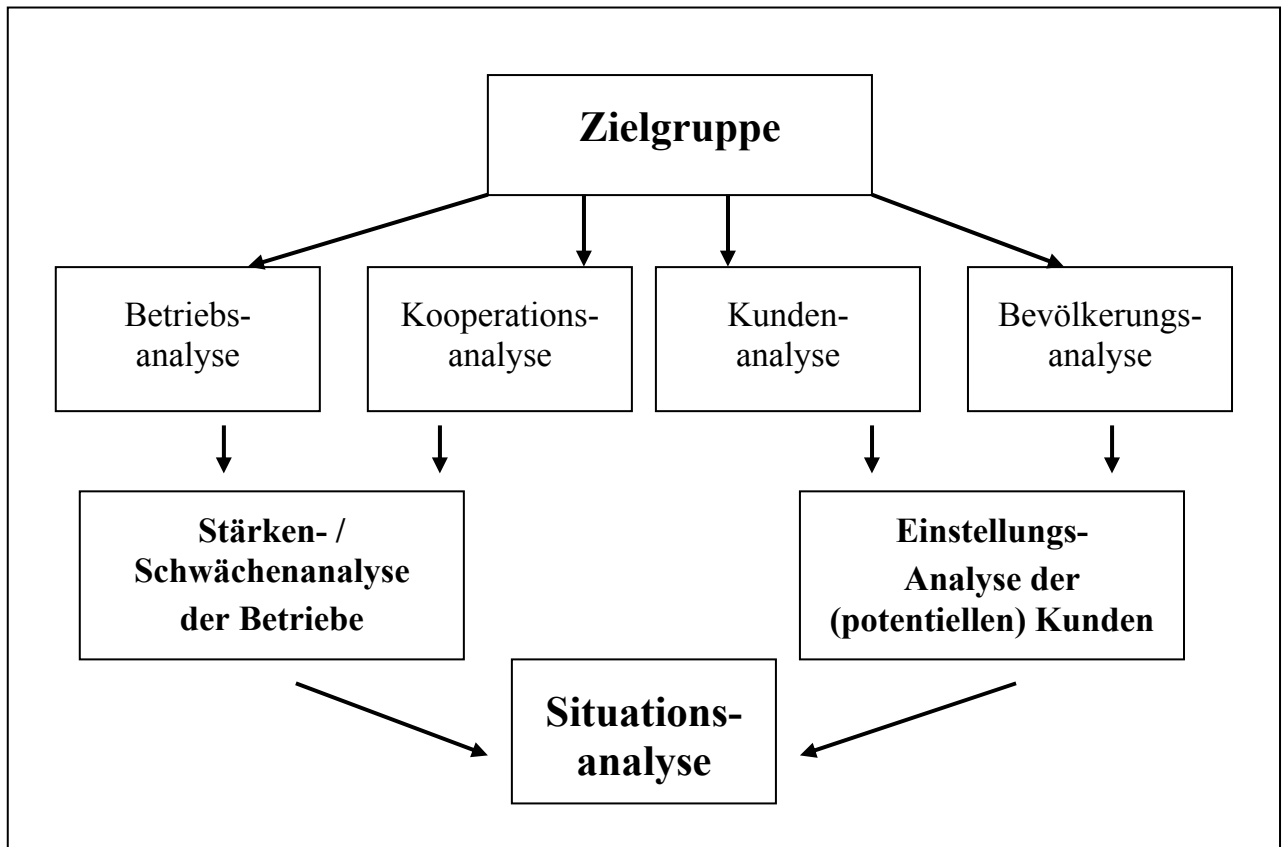 Zielgruppe
Betriebs-
analyse
Kooperations-
analyse
Kunden-
analyse
Bevölkerungs-
analyse
Stärken- /
Schwächenanalyse
der Betriebe
Einstellungs-
Analyse der
(potentiellen) Kunden
Situations-
analyse